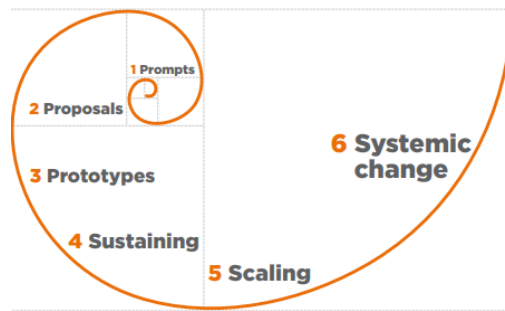 1 Prompts
2 Proposals
3 Prototypes
4 Sustaining
5 Scaling
6 Systemic
change